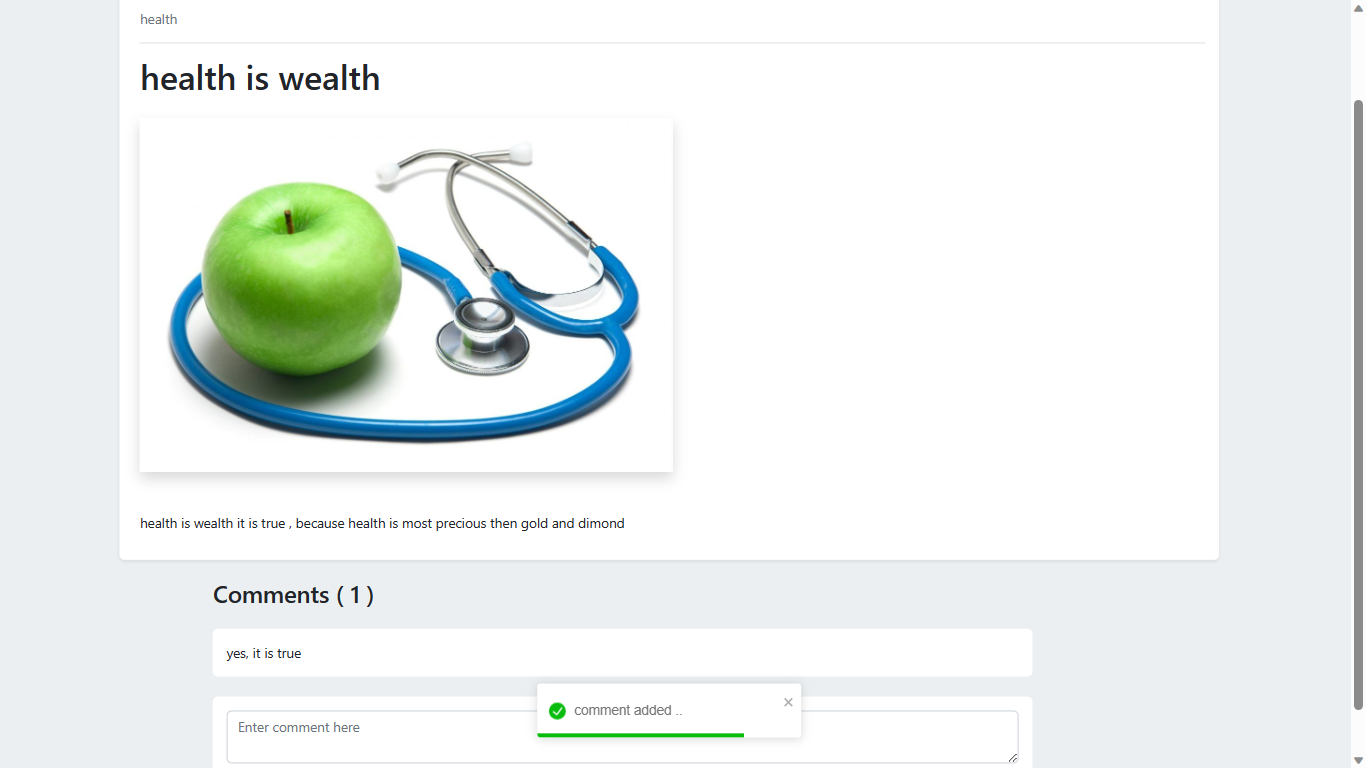 health
health is wealth
health is wealth it is true , because health is most precious then gold and dimond
Comments ( 1 )
yes, it is true
comment added ..
Enter comment here